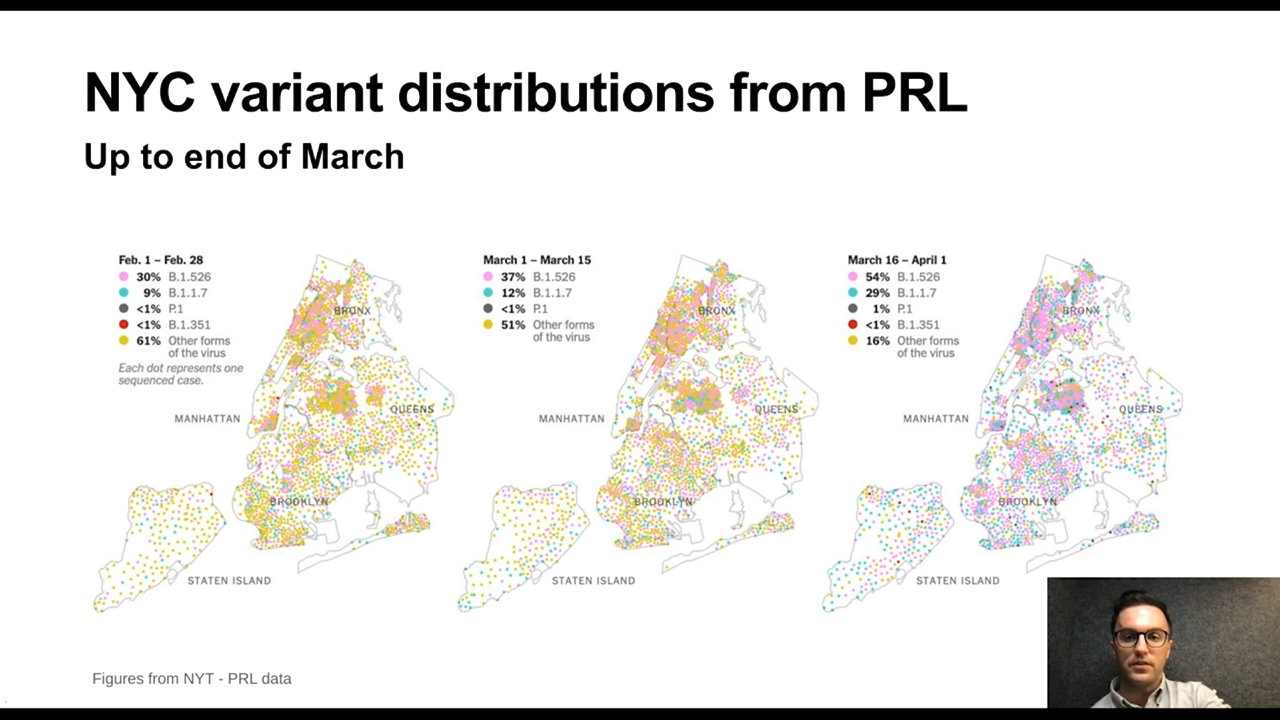 NYC variant distributions from PRL
Up to end of March
Feb. 1 – Feb. 28
30% B.1.526
9% B.1.1.7
<1% P.1
<1% B.1.351
61% Other forms
of the virus
Each dot represents one
sequenced case.
BRONX
MANHATTAN
QUEENS
BROOKLYN
STATEN ISLAND
March 1 – March 15
37% B.1.526
12% B.1.1.7
<1% P.1
51% Other forms
of the virus
BRONX
MANHATTAN
QUEENS
BROOKLYN
STATEN ISLAND
March 16 – April 1
54% B.1.526
29% B.1.1.7
1% P.1
<1% B.1.351
16% Other forms
of the virus
BRONX
MANHATTAN
QUEENS
BROOKLYN
STATEN ISLAND
Figures from NYT - PRL data